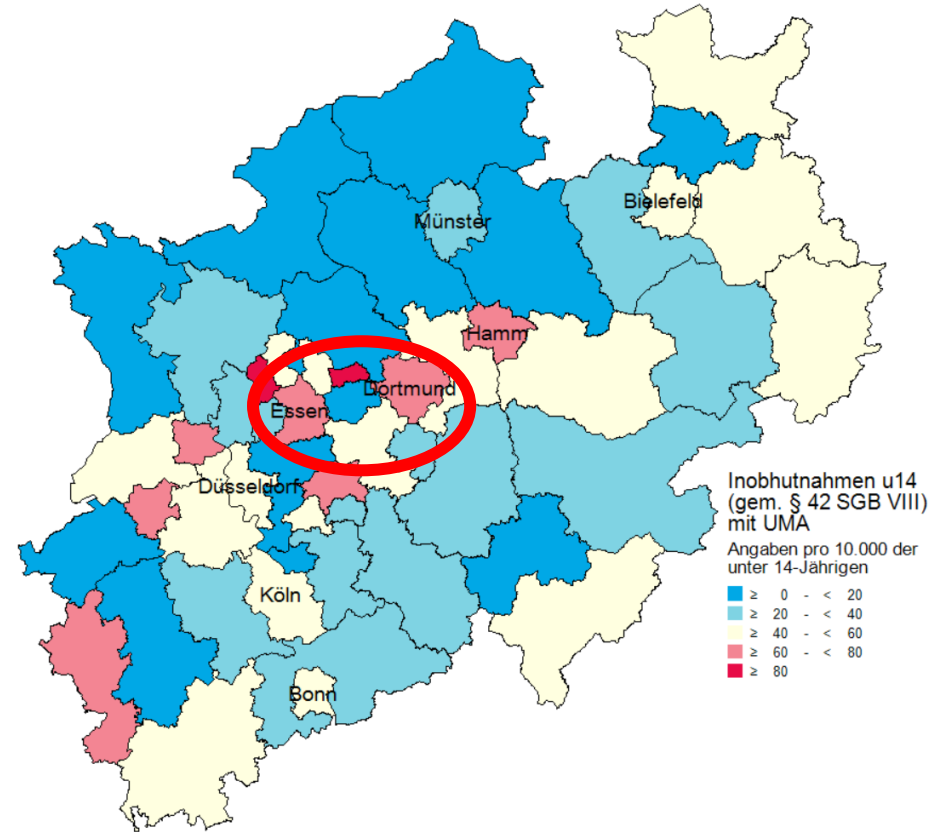 Bielefeld
Münster
Hamm
Dortmund
Essen
Düsseldorf
Köln
Bonn
Inobhutnahmen u14
(gem. § 42 SGB VIII)
mit UMA
Angaben pro 10.000 der
unter 14-Jährigen
≥ 0 - < 20
≥ 20 - < 40
≥ 40 - < 60
≥ 60 - < 80
≥ 80